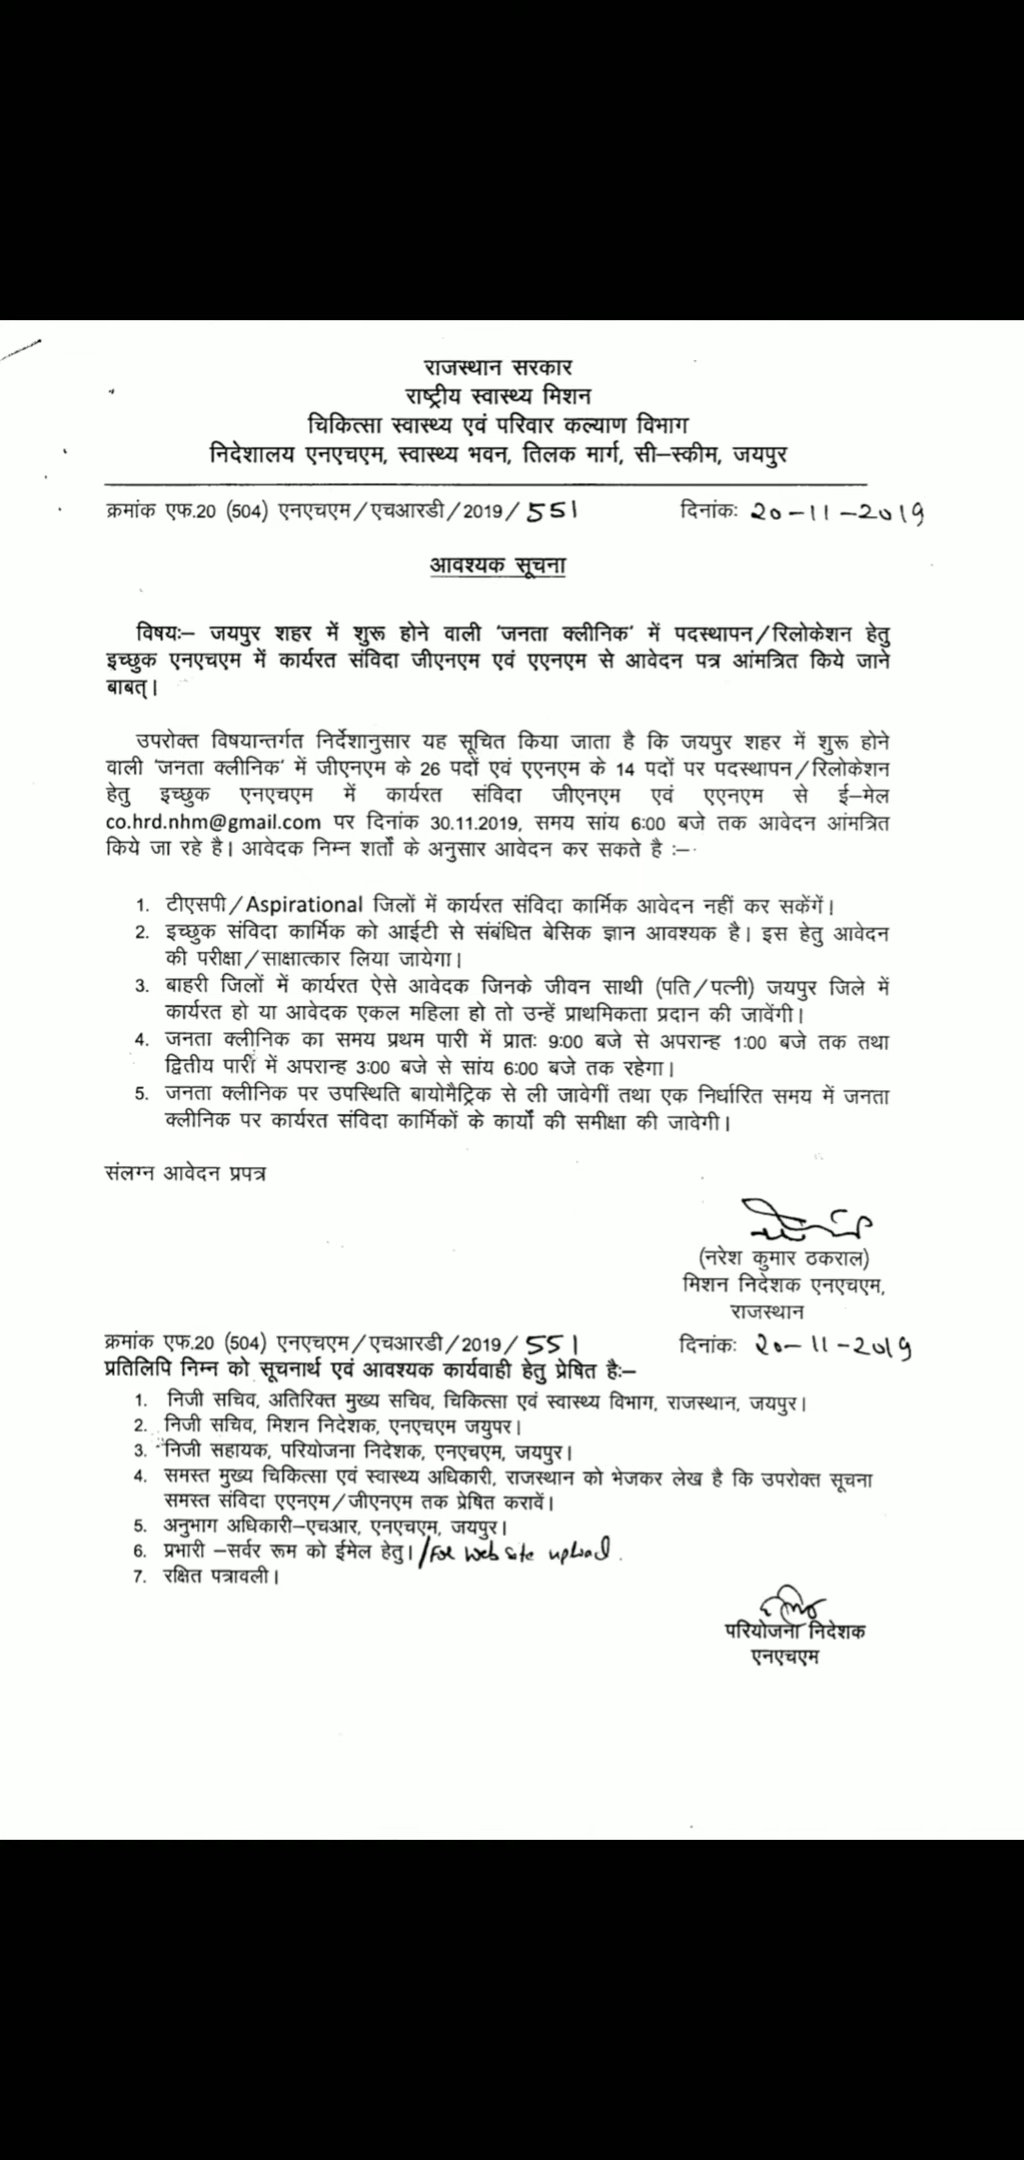 राजस्थान सरकार
राष्ट्रीय स्वास्थ्य मिशन
चिकित्सा स्वास्थ्य एवं परिवार कल्याण विभाग
निदेशालय एनएचएम, स्वास्थ्य भवन, तिलक मार्ग, सी–स्कीम, जयपुर
क्रमांक एफ.20 (504) एनएचएम/एचआरडी/2019/551 दिनांकः 20-11-2019
आवश्यक सूचना
विषयः– जयपुर शहर में शुरू होने वाली 'जनता क्लीनिक' में पदस्थापन/रिलोकेशन हेतु
इच्छुक एनएचएम में कार्यरत संविदा जीएनएम एवं एएनएम से आवेदन पत्र आंमत्रित किये जाने
बाबत्।
उपरोक्त विषयान्तर्गत निर्देशानुसार यह सूचित किया जाता है कि जयपुर शहर में शुरू होने
वाली 'जनता क्लीनिक' में जीएनएम के 26 पदों एवं एएनएम के 14 पदों पर पदस्थापन/रिलोकेशन
हेतु इच्छुक एनएचएम में कार्यरत संविदा जीएनएम एवं एएनएम से ई–मेल
co.hrd.nhm@gmail.com पर दिनांक 30.11.2019, समय सांय 6:00 बजे तक आवेदन आंमत्रित
किये जा रहे है। आवेदक निम्न शर्तों के अनुसार आवेदन कर सकते है :–
1. टीएसपी/Aspirational जिलों में कार्यरत संविदा कार्मिक आवेदन नहीं कर सकेंगें।
2. इच्छुक संविदा कार्मिक को आईटी से संबंधित बेसिक ज्ञान आवश्यक है। इस हेतु आवेदन
की परीक्षा/साक्षात्कार लिया जायेगा।
3. बाहरी जिलों में कार्यरत ऐसे आवेदक जिनके जीवन साथी (पति/पत्नी) जयपुर जिले में
कार्यरत हो या आवेदक एकल महिला हो तो उन्हें प्राथमिकता प्रदान की जावेंगी।
4. जनता क्लीनिक का समय प्रथम पारी में प्रातः 9:00 बजे से अपरान्ह 1:00 बजे तक तथा
द्वितीय पारी में अपरान्ह 3:00 बजे से सांय 6:00 बजे तक रहेगा।
5. जनता क्लीनिक पर उपस्थिति बायोमैट्रिक से ली जावेगीं तथा एक निर्धारित समय में जनता
क्लीनिक पर कार्यरत संविदा कार्मिकों के कार्यों की समीक्षा की जावेगी।
संलग्न आवेदन प्रपत्र
(नरेश कुमार ठकराल)
मिशन निदेशक एनएचएम,
राजस्थान
क्रमांक एफ.20 (504) एनएचएम/एचआरडी/2019/551 दिनांकः 20-11-2019
प्रतिलिपि निम्न को सूचनार्थ एवं आवश्यक कार्यवाही हेतु प्रेषित हैः–
1. निजी सचिव, अतिरिक्त मुख्य सचिव, चिकित्सा एवं स्वास्थ्य विभाग, राजस्थान, जयपुर।
2. निजी सचिव, मिशन निदेशक, एनएचएम जयुपर।
3. निजी सहायक, परियोजना निदेशक, एनएचएम, जयपुर।
4. समस्त मुख्य चिकित्सा एवं स्वास्थ्य अधिकारी, राजस्थान को भेजकर लेख है कि उपरोक्त सूचना
समस्त संविदा एएनएम/जीएनएम तक प्रेषित करावें।
5. अनुभाग अधिकारी–एचआर, एनएचएम, जयपुर।
6. प्रभारी –सर्वर रूम को ईमेल हेतु।/For Web Site upload.
7. रक्षित पत्रावली।
परियोजना निदेशक
एनएचएम